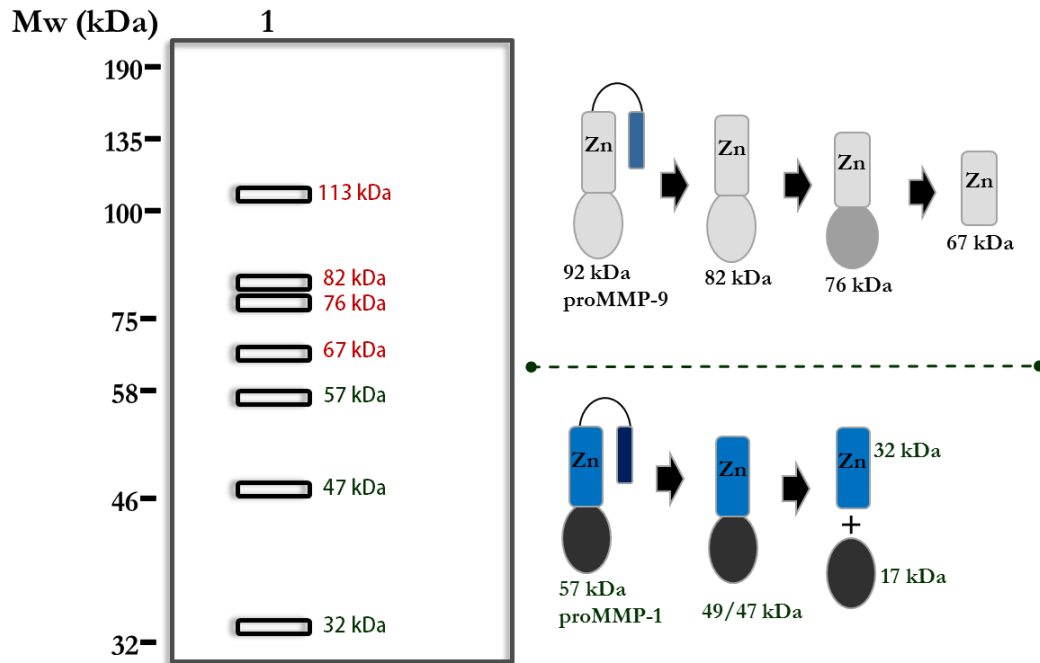 Mw (kDa)
1
190
135
100
75
58
46
32
113 kDa
82 kDa
76 kDa
67 kDa
57 kDa
47 kDa
32 kDa
Zn
92 kDa
proMMP-9
Zn
82 kDa
Zn
76 kDa
Zn
67 kDa
Zn
57 kDa
proMMP-1
Zn
49/47 kDa
Zn
32 kDa
+
17 kDa